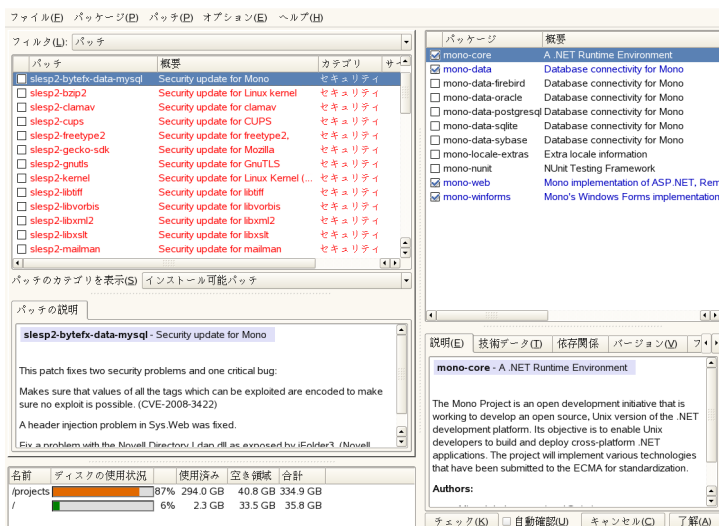 ファイル(F) パッケージ(P) パッチ(P) オプション(E) ヘルプ(H)
フィルタ(L): パッチ
パッチ 概要 カテゴリ サイ
slesp2-bytefx-data-mysql Security update for Mono セキュリティ
slesp2-bzip2 Security update for Linux kernel セキュリティ
slesp2-clamav Security update for clamav セキュリティ
slesp2-cups Security update for CUPS セキュリティ
slesp2-freetype2 Security update for freetype2, セキュリティ
slesp2-gecko-sdk Security update for Mozilla セキュリティ
slesp2-gnutls Security update for GnuTLS セキュリティ
slesp2-kernel Security update for Linux Kernel (... セキュリティ
slesp2-libtiff Security update for libtiff セキュリティ
slesp2-libvorbis Security update for libvorbis セキュリティ
slesp2-libxml2 Security update for libxml2 セキュリティ
slesp2-libxslt Security update for libxslt セキュリティ
slesp2-mailman Security update for mailman セキュリティ
パッチのカテゴリを表示(S) インストール可能パッチ
パッチの説明
slesp2-bytefx-data-mysql - Security update for Mono
This patch fixes two security problems and one critical bug:
Makes sure that values of all the tags which can be exploited are encoded to make
sure no exploit is possible. (CVE-2008-3422)
A header injection problem in Sys.Web was fixed.
Fix a problem with the Novell Directory Ldap dll as exposed by iFolder3. (Novell
名前 ディスクの使用状況 使用済み 空き領域 合計
/projects 87% 294.0 GB 40.8 GB 334.9 GB
/ 6% 2.3 GB 33.5 GB 35.8 GB
パッケージ 概要
mono-core A .NET Runtime Environment
mono-data Database connectivity for Mono
mono-data-firebird Database connectivity for Mono
mono-data-oracle Database connectivity for Mono
mono-data-postgresql Database connectivity for Mono
mono-data-sqlite Database connectivity for Mono
mono-data-sybase Database connectivity for Mono
mono-locale-extras Extra locale information
mono-nunit NUnit Testing Framework
mono-web Mono implementation of ASP.NET, Rem
mono-winforms Mono's Windows Forms implementation
説明(E) 技術データ(T) 依存関係 バージョン(V) フ
mono-core - A .NET Runtime Environment
The Mono Project is an open development initiative that is
working to develop an open source, Unix version of the .NET
development platform. Its objective is to enable Unix
developers to build and deploy cross-platform .NET
applications. The project will implement various technologies
that have been submitted to the ECMA for standardization.
Authors:
チェック(K) 自動確認(U) キャンセル(C) 了解(A)